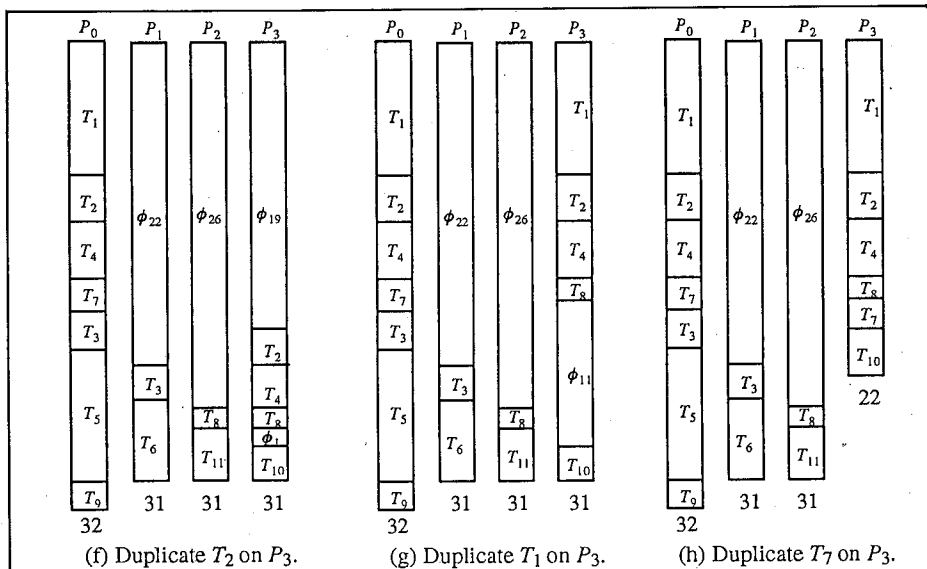 P0 P1 P2 P3
T1
T2
T4
T7
T3
T5
T9
32
ϕ22
T3
T6
31
ϕ26
T8
T11
31
ϕ19
T2
T4
T8
ϕ1
T10
31
(f) Duplicate T2 on P3.
P0 P1 P2 P3
T1
T2
T4
T7
T3
T5
T9
32
ϕ22
T3
T6
31
ϕ26
T8
T11
31
T1
T2
T4
T8
ϕ11
T10
31
(g) Duplicate T1 on P3.
P0 P1 P2 P3
T1
T2
T4
T7
T3
T5
T9
32
ϕ22
T3
T6
31
ϕ26
T8
T11
31
T1
T2
T4
T8
T7
T10
22
(h) Duplicate T7 on P3.